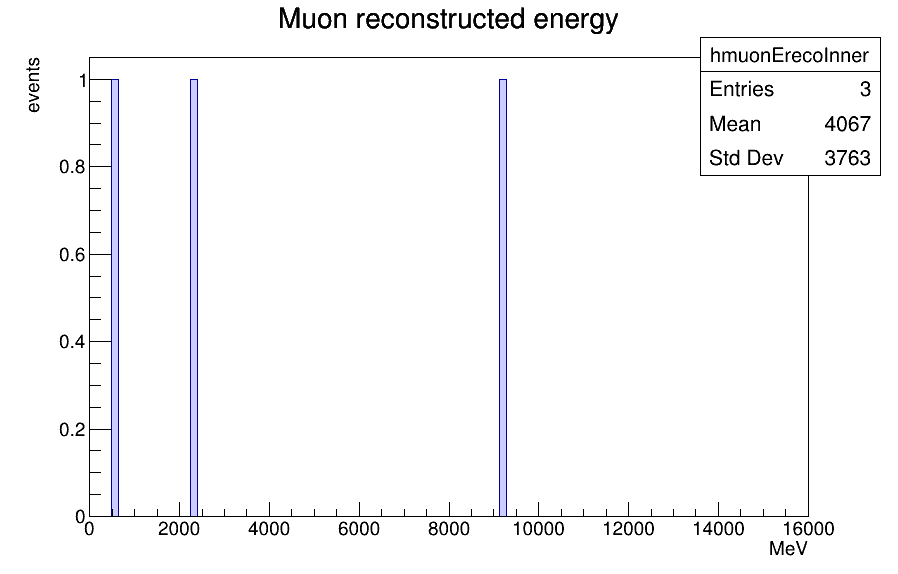 Muon reconstructed energy
hmuonErecoInner
Entries 3
Mean 4067
Std Dev 3763
events
1
0.8
0.6
0.4
0.2
0
0 2000 4000 6000 8000 10000 12000 14000 16000
MeV